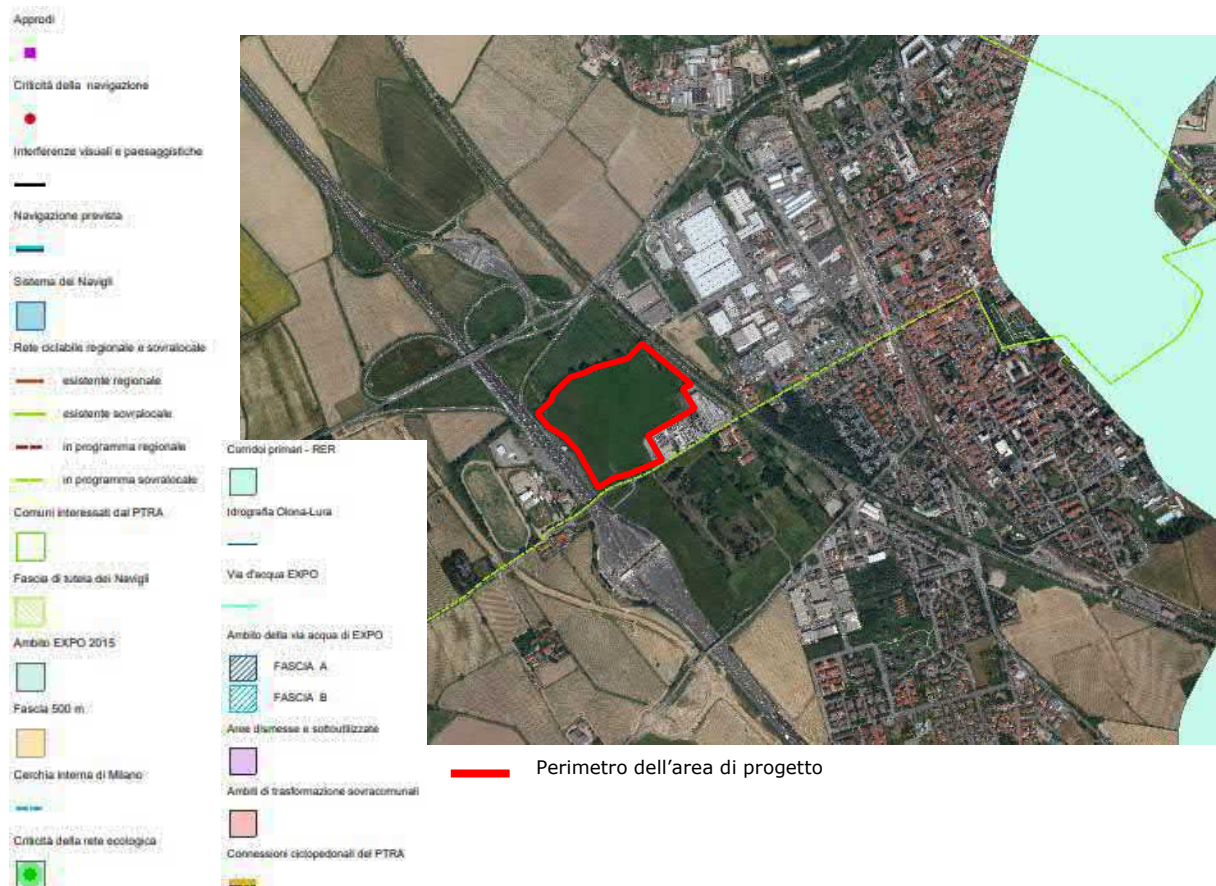 Approdi
Criticità della navigazione
Interferenze visuali e paesaggistiche
Navigazione prevista
Sistema dei Navigli
Rete ciclabile regionale e sovralocale
esistente regionale
esistente sovralocale
in programma regionale
in programma sovralocale
Comuni interessati dal PTRA
Fascia di tutela dei Navigli
Ambito EXPO 2015
Fascia 500 m
Cerchia interna di Milano
Criticità della rete ecologica
Corridoi primari - RER
Idrografia Olona-Lura
Via d'acqua EXPO
Ambito della via acqua di EXPO
FASCIA A
FASCIA B
Aree dismesse e sottoutilizzate
Ambiti di trasformazione sovracomunali
Connessioni ciclopedonali del PTRA
Perimetro dell'area di progetto